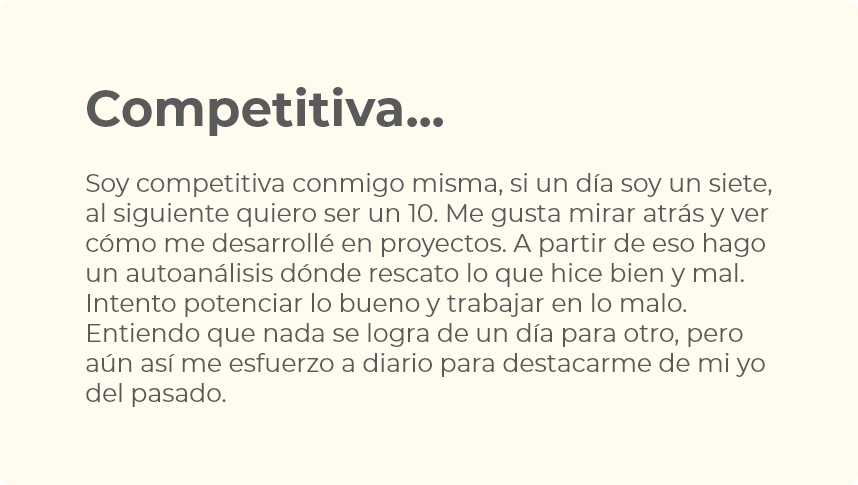 Competitiva...
Soy competitiva conmigo misma, si un día soy un siete,
al siguiente quiero ser un 10. Me gusta mirar atrás y ver
cómo me desarrollé en proyectos. A partir de eso hago
un autoanálisis dónde rescato lo que hice bien y mal.
Intento potenciar lo bueno y trabajar en lo malo.
Entiendo que nada se logra de un día para otro, pero
aún así me esfuerzo a diario para destacarme de mi yo
del pasado.